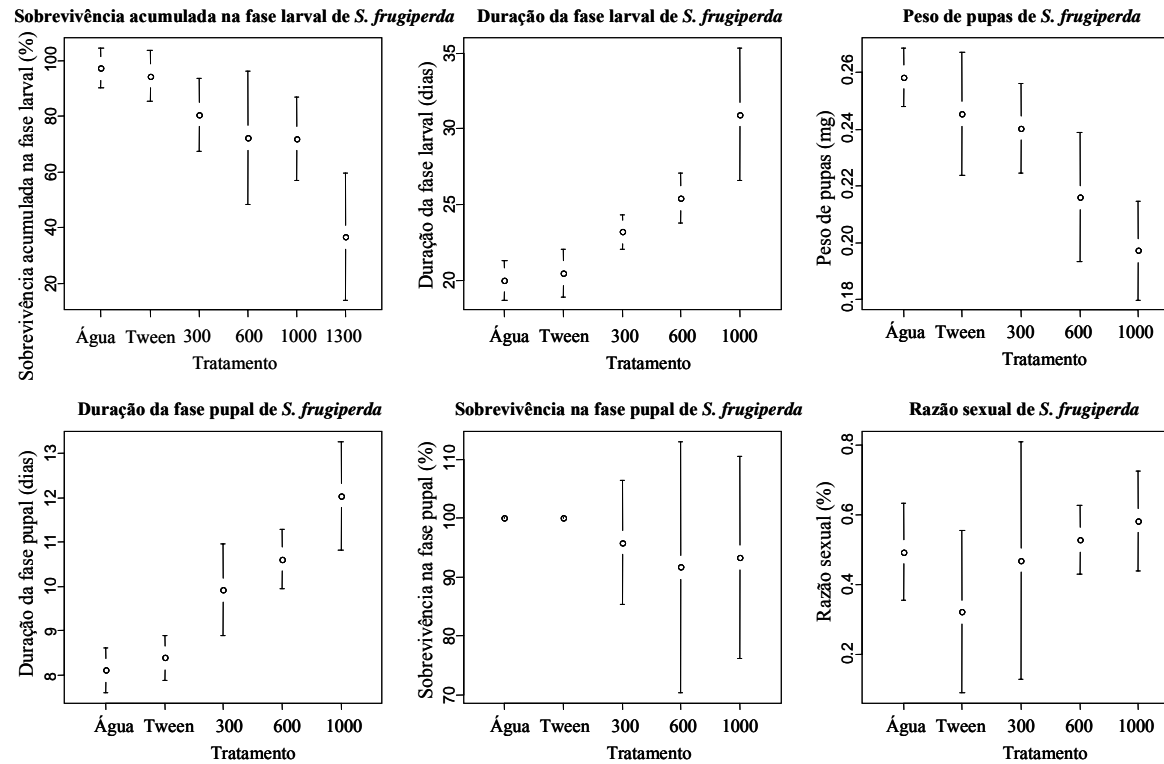 Sobrevivência acumulada na fase larval de S. frugiperda
Sobrevivência acumulada na fase larval (%)
100
80
60
40
20
Água Tween 300 600 1000 1300
Tratamento
Duração da fase larval de S. frugiperda
Duração da fase larval (dias)
35
30
25
20
Água Tween 300 600 1000
Tratamento
Peso de pupas de S. frugiperda
Peso de pupas (mg)
0.26
0.24
0.22
0.20
0.18
Água Tween 300 600 1000
Tratamento
Duração da fase pupal de S. frugiperda
Duração da fase pupal (dias)
13
12
11
10
9
8
Água Tween 300 600 1000
Tratamento
Sobrevivência na fase pupal de S. frugiperda
Sobrevivência na fase pupal (%)
110
100
90
80
70
Água Tween 300 600 1000
Tratamento
Razão sexual de S. frugiperda
Razão sexual (%)
0.8
0.6
0.4
0.2
Água Tween 300 600 1000
Tratamento